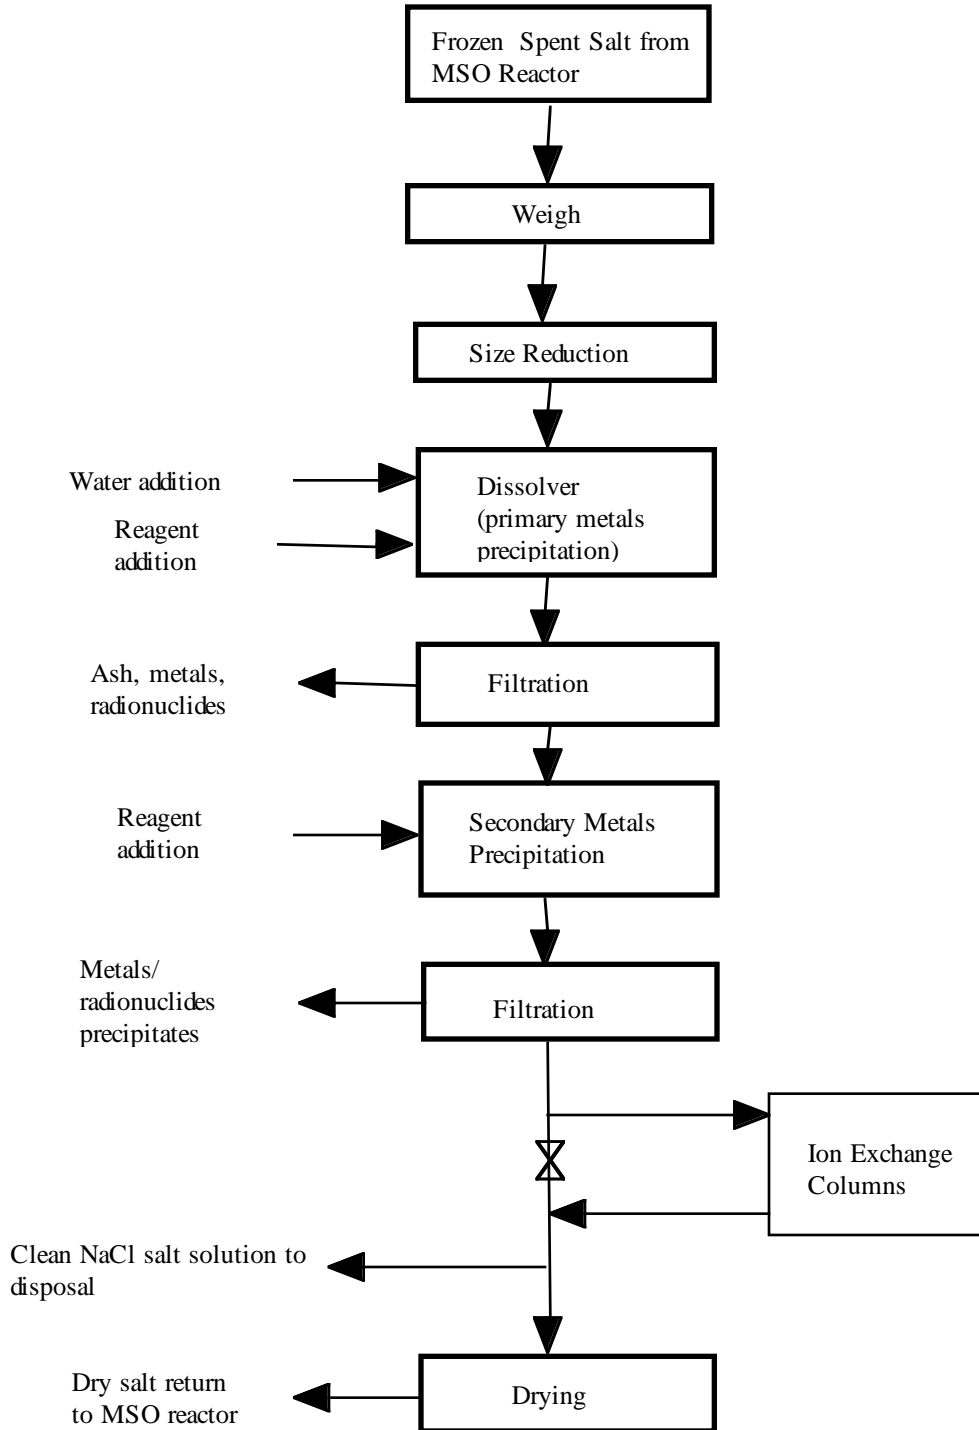 Frozen Spent Salt from
MSO Reactor
Weigh
Size Reduction
Water addition
Reagent
addition
Dissolver
(primary metals
precipitation)
Ash, metals,
radionuclides
Filtration
Reagent
addition
Secondary Metals
Precipitation
Metals/
radionuclides
precipitates
Filtration
Ion Exchange
Columns
Clean NaCl salt solution to
disposal
Dry salt return
to MSO reactor
Drying